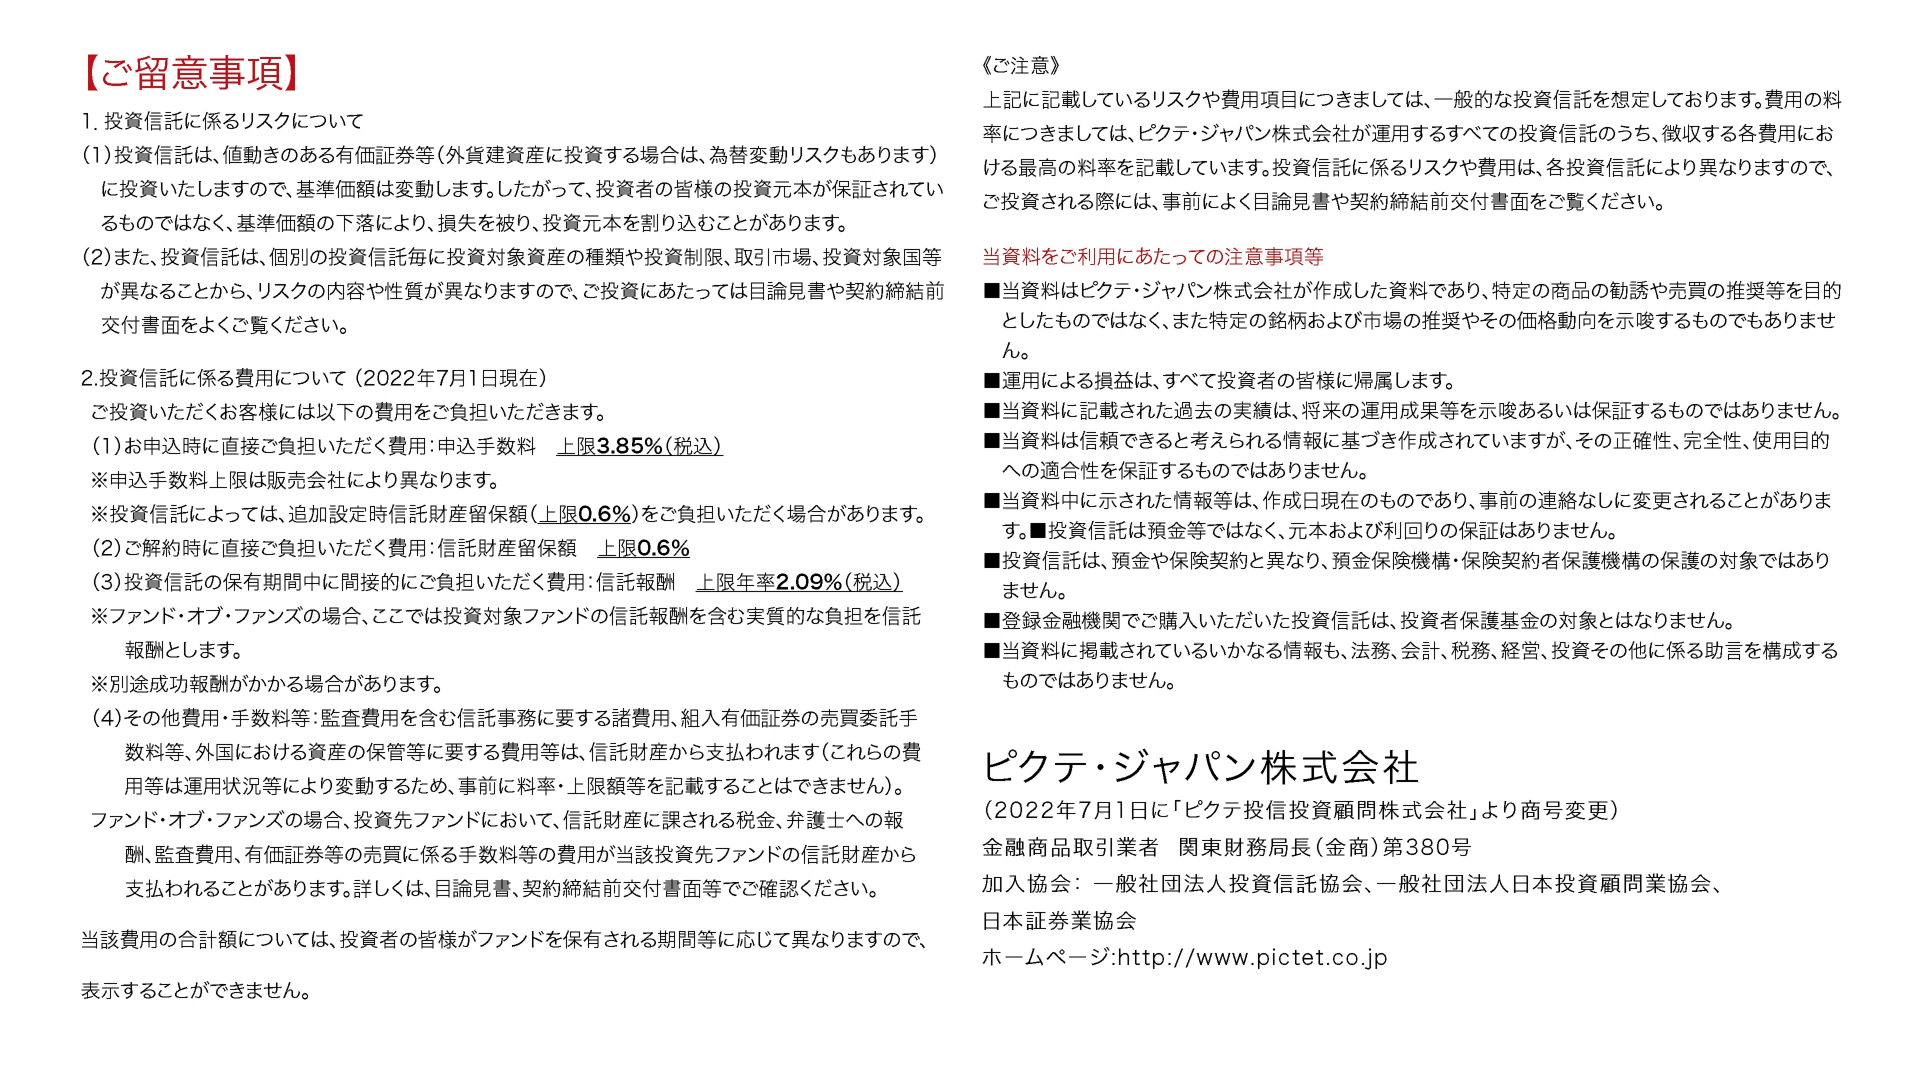 【ご留意事項】
1. 投資信託に係るリスクについて
(1)投資信託は、値動きのある有価証券等(外貨建資産に投資する場合は、為替変動リスクもあります)
に投資いたしますので、基準価額は変動します。したがって、投資者の皆様の投資元本が保証されてい
るものではなく、基準価額の下落により、損失を被り、投資元本を割り込むことがあります。
(2)また、投資信託は、個別の投資信託毎に投資対象資産の種類や投資制限、取引市場、投資対象国等
が異なることから、リスクの内容や性質が異なりますので、ご投資にあたっては目論見書や契約締結前
交付書面をよくご覧ください。
2.投資信託に係る費用について (2022年7月1日現在)
ご投資いただくお客様には以下の費用をご負担いただきます。
(1)お申込時に直接ご負担いただく費用:申込手数料 上限3.85%(税込)
※申込手数料上限は販売会社により異なります。
※投資信託によっては、追加設定時信託財産留保額(上限0.6%)をご負担いただく場合があります。
(2)ご解約時に直接ご負担いただく費用:信託財産留保額 上限0.6%
(3)投資信託の保有期間中に間接的にご負担いただく費用:信託報酬 上限年率2.09%(税込)
※ファンド・オブ・ファンズの場合、ここでは投資対象ファンドの信託報酬を含む実質的な負担を信託
報酬とします。
※別途成功報酬がかかる場合があります。
(4)その他費用・手数料等:監査費用を含む信託事務に要する諸費用、組入有価証券の売買委託手
数料等、外国における資産の保管等に要する費用等は、信託財産から支払われます(これらの費
用等は運用状況等により変動するため、事前に料率・上限額等を記載することはできません)。
ファンド・オブ・ファンズの場合、投資先ファンドにおいて、信託財産に課される税金、弁護士への報
酬、監査費用、有価証券等の売買に係る手数料等の費用が当該投資先ファンドの信託財産から
支払われることがあります。詳しくは、目論見書、契約締結前交付書面等でご確認ください。
当該費用の合計額については、投資者の皆様がファンドを保有される期間等に応じて異なりますので、
表示することができません。
《ご注意》
上記に記載しているリスクや費用項目につきましては、一般的な投資信託を想定しております。費用の料
率につきましては、ピクテ・ジャパン株式会社が運用するすべての投資信託のうち、徴収する各費用にお
ける最高の料率を記載しています。投資信託に係るリスクや費用は、各投資信託により異なりますので、
ご投資される際には、事前によく目論見書や契約締結前交付書面をご覧ください。
当資料をご利用にあたっての注意事項等
■当資料はピクテ・ジャパン株式会社が作成した資料であり、特定の商品の勧誘や売買の推奨等を目的
としたものではなく、また特定の銘柄および市場の推奨やその価格動向を示唆するものでもありませ
ん。
■運用による損益は、すべて投資者の皆様に帰属します。
■当資料に記載された過去の実績は、将来の運用成果等を示唆あるいは保証するものではありません。
■当資料は信頼できると考えられる情報に基づき作成されていますが、その正確性、完全性、使用目的
への適合性を保証するものではありません。
■当資料中に示された情報等は、作成日現在のものであり、事前の連絡なしに変更されることがありま
す。■投資信託は預金等ではなく、元本および利回りの保証はありません。
■投資信託は、預金や保険契約と異なり、預金保険機構・保険契約者保護機構の保護の対象ではあり
ません。
■登録金融機関でご購入いただいた投資信託は、投資者保護基金の対象とはなりません。
■当資料に掲載されているいかなる情報も、法務、会計、税務、経営、投資その他に係る助言を構成する
ものではありません。
ピクテ・ジャパン株式会社
(2022年7月1日に「ピクテ投信投資顧問株式会社」より商号変更)
金融商品取引業者 関東財務局長(金商)第380号
加入協会: 一般社団法人投資信託協会、一般社団法人日本投資顧問業協会、
日本証券業協会
ホームページ:http://www.pictet.co.jp